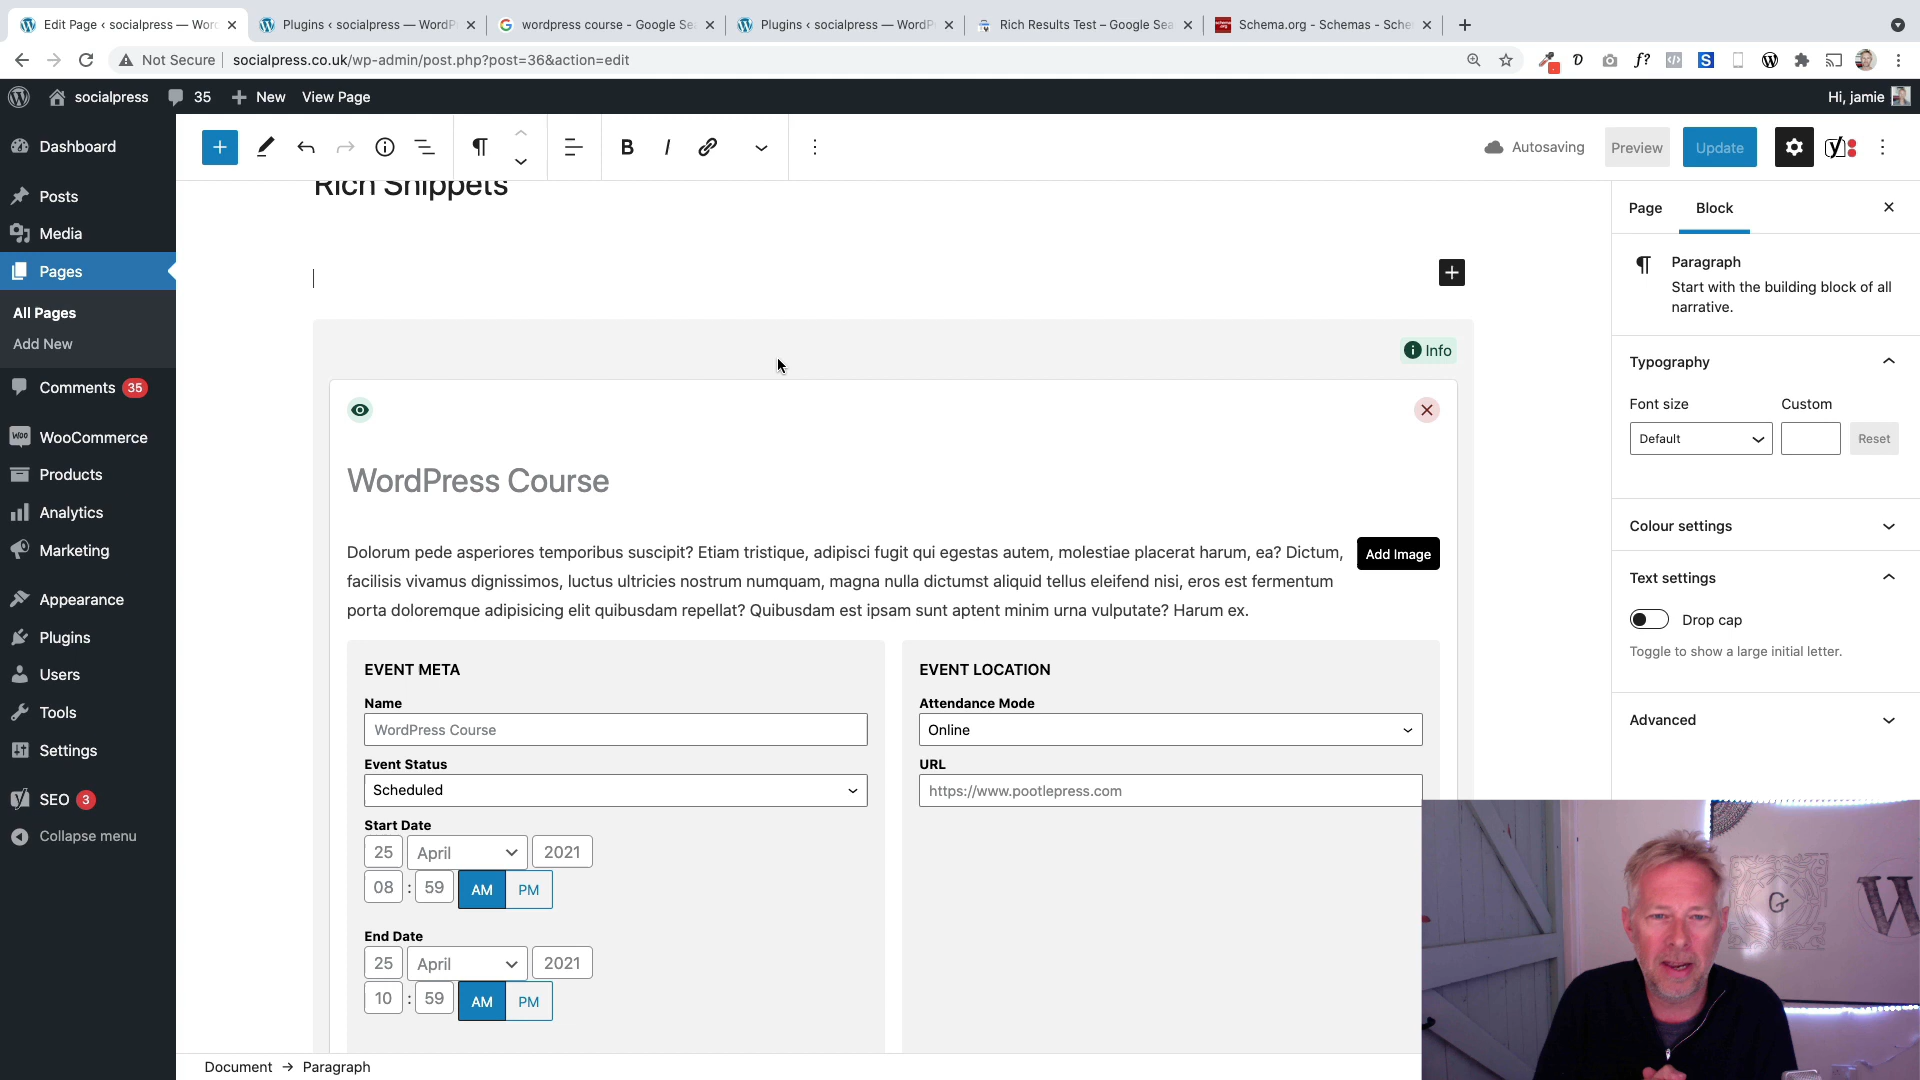 Edit Page ‹ socialpress — Wor
Plugins ‹ socialpress — WordP
wordpress course - Google Se
Plugins ‹ socialpress — WordP
Rich Results Test – Google Sea
Schema.org - Schemas - Sche
Not Secure
socialpress.co.uk/wp-admin/post.php?post=36&action=edit
socialpress
35
New
View Page
Hi, jamie
Dashboard
Posts
Media
Pages
All Pages
Add New
Comments 35
WooCommerce
Products
Analytics
Marketing
Appearance
Plugins
Users
Tools
Settings
SEO 3
Collapse menu
Autosaving
Preview
Update
Rich Snippets
Info
WordPress Course
Dolorum pede asperiores temporibus suscipit? Etiam tristique, adipisci fugit qui egestas autem, molestiae placerat harum, ea? Dictum,
facilisis vivamus dignissimos, luctus ultricies nostrum numquam, magna nulla dictumst aliquid tellus eleifend nisi, eros est fermentum
porta doloremque adipisicing elit quibusdam repellat? Quibusdam est ipsam sunt aptent minim urna vulputate? Harum ex.
Add Image
EVENT META
Name
WordPress Course
Event Status
Scheduled
Start Date
25 April 2021
08 : 59 AM PM
End Date
25 April 2021
10 : 59 AM PM
EVENT LOCATION
Attendance Mode
Online
URL
https://www.pootlepress.com
Page
Block
Paragraph
Start with the building block of all
narrative.
Typography
Font size
Custom
Default
Reset
Colour settings
Text settings
Drop cap
Toggle to show a large initial letter.
Advanced
Document → Paragraph